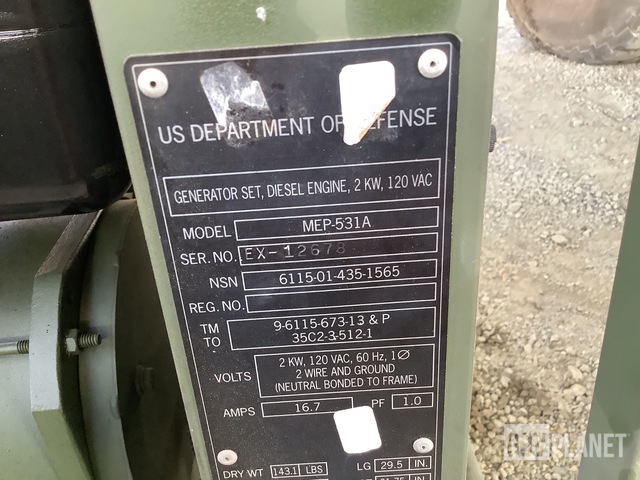 US DEPARTMENT OF DEFENSE
GENERATOR SET, DIESEL ENGINE, 2 KW, 120 VAC
MODEL MEP-531A
SER. NO. EX-12678
NSN 6115-01-435-1565
REG. NO.
TM 9-6115-673-13 & P
TO 35C2-3-512-1
VOLTS 2 KW, 120 VAC, 60 Hz, 1∅
2 WIRE AND GROUND
(NEUTRAL BONDED TO FRAME)
AMPS 16.7 PF 1.0
DRY WT 143.1 LBS LG 29.5 IN.
PLANET